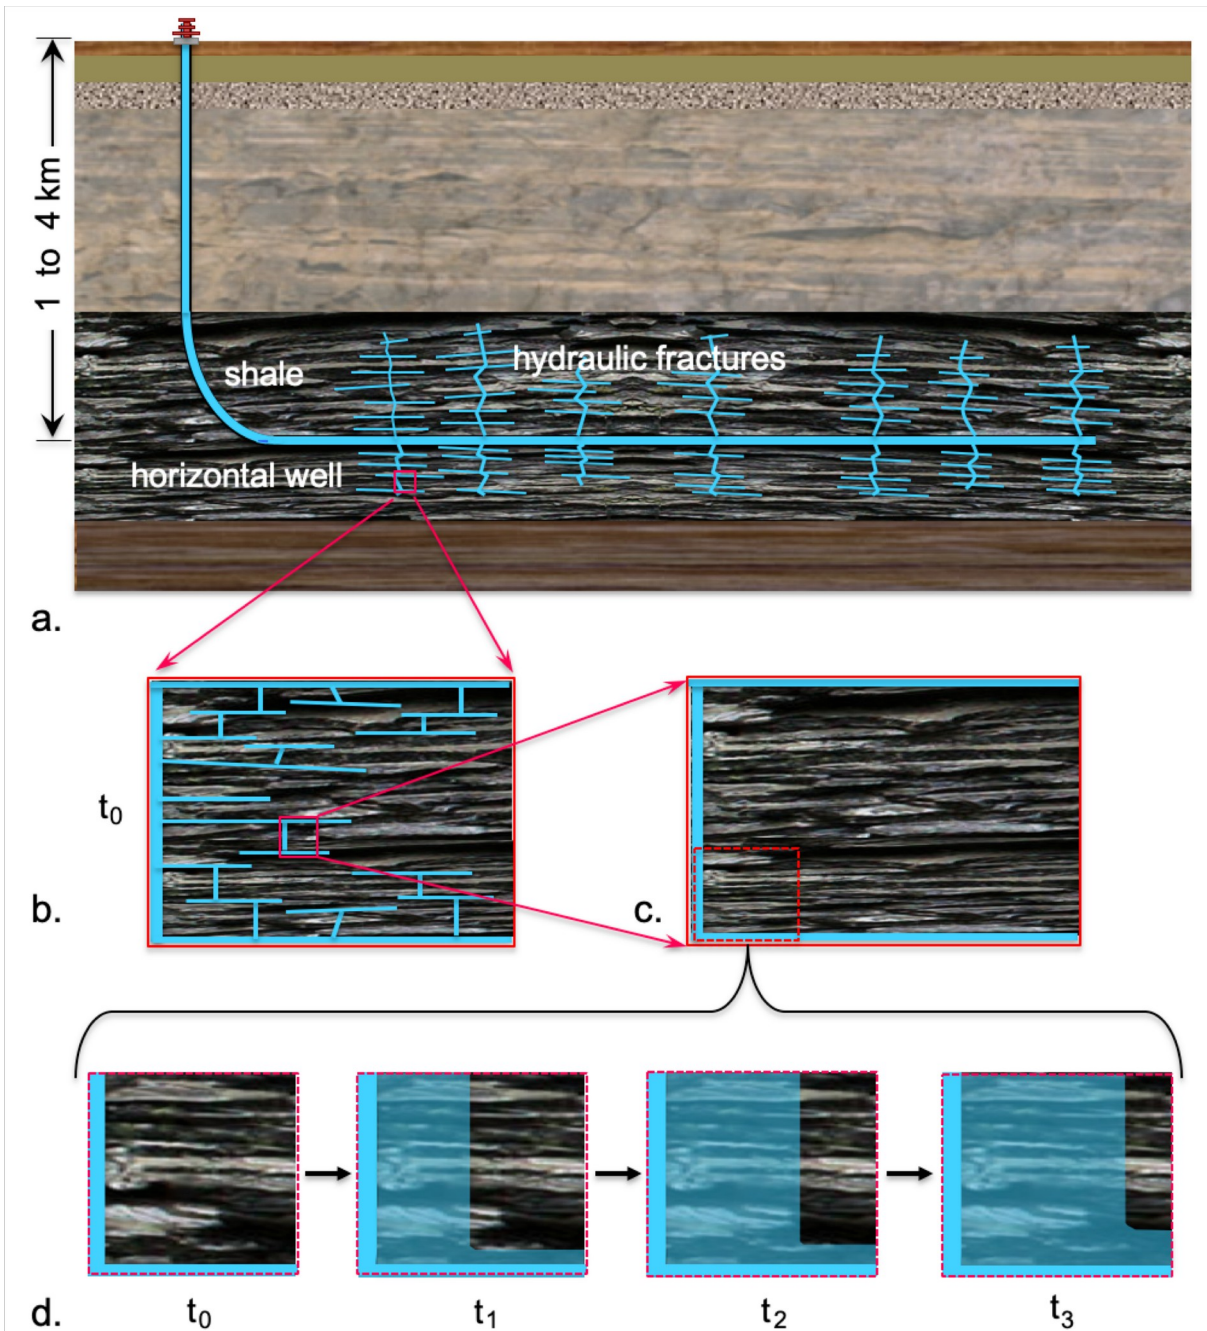 1 to 4 km
shale
hydraulic fractures
horizontal well
a.
t₀
b.
c.
d.
t₀
t₁
t₂
t₃